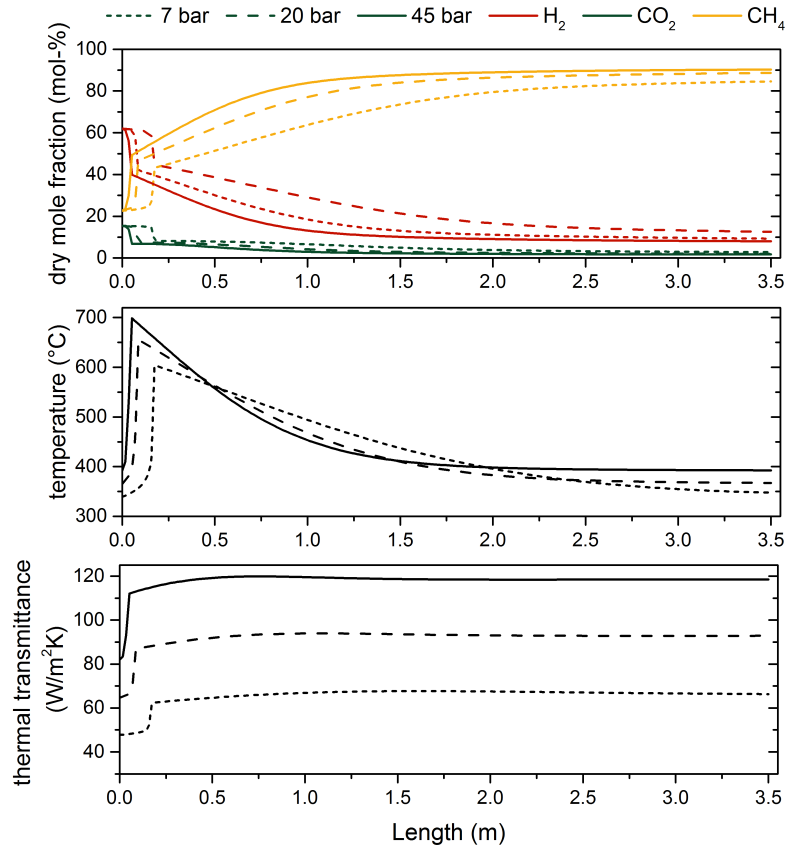 7 bar 20 bar 45 bar H₂ CO₂ CH₄
dry mole fraction (mol-%)
100
80
60
40
20
0
0.0 0.5 1.0 1.5 2.0 2.5 3.0 3.5
temperature (°C)
700
600
500
400
300
0.0 0.5 1.0 1.5 2.0 2.5 3.0 3.5
thermal transmittance
(W/m²K)
120
100
80
60
40
0.0 0.5 1.0 1.5 2.0 2.5 3.0 3.5
Length (m)